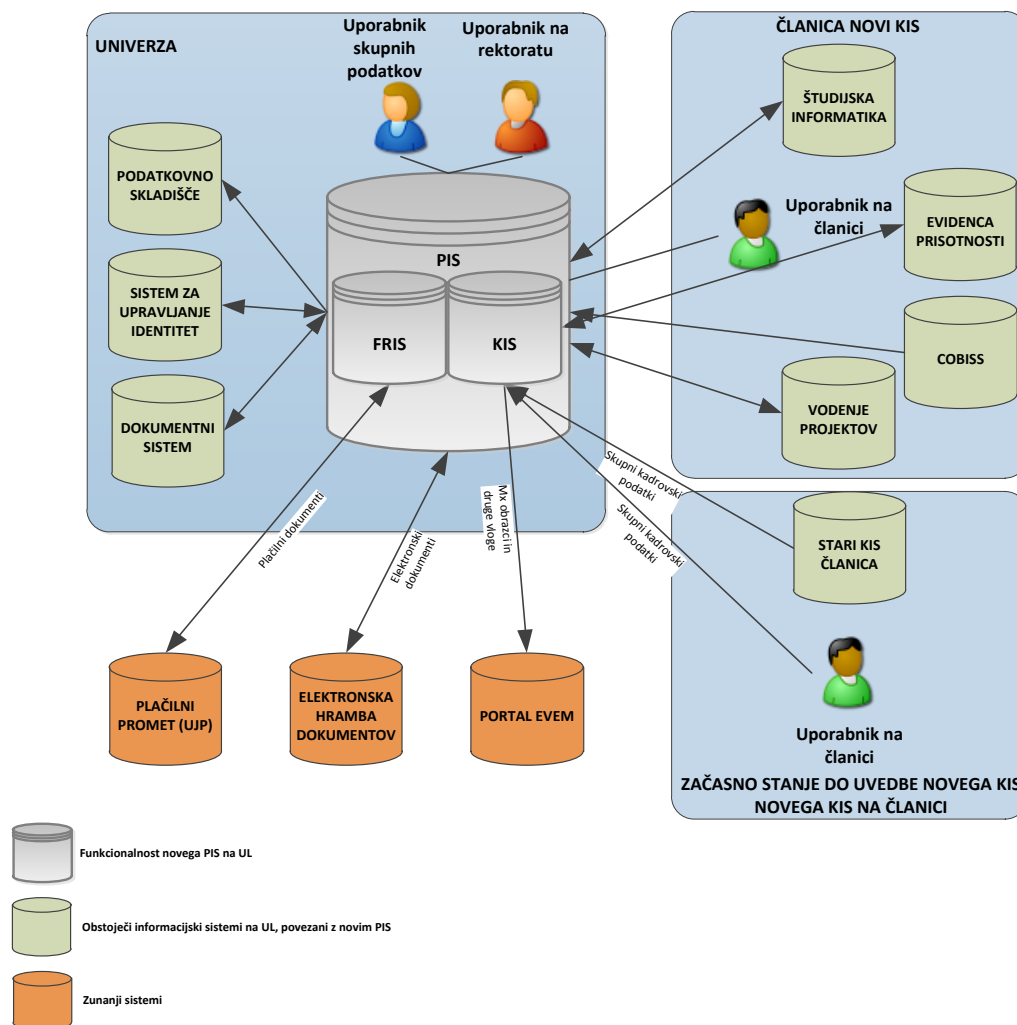 UNIVERZA
Uporabnik
skupnih
podatkov
Uporabnik na
rektoratu
ČLANICA NOVI KIS
ŠTUDIJSKA
INFORMATIKA
PODATKOVNO
SKLADIŠČE
Uporabnik na
članici
EVIDENCA
PRISOTNOSTI
PIS
SISTEM ZA
UPRAVLJANJE
IDENTITET
FRIS
KIS
COBISS
DOKUMENTNI
SISTEM
VODENJE
PROJEKTOV
Plačilni dokumenti
Elektronski
dokumenti
Mx obrazci in
druge vloge
Skupni kadrovski
podatki
Skupni kadrovski
podatki
STARI KIS
ČLANICA
PLAČILNI
PROMET (UJP)
ELEKTRONSKA
HRAMBA
DOKUMENTOV
PORTAL EVEM
Uporabnik na
članici
ZAČASNO STANJE DO UVEDBE NOVEGA KIS
NOVEGA KIS NA ČLANICI
Funkcionalnost novega PIS na UL
Obstoječi informacijski sistemi na UL, povezani z novim PIS
Zunanji sistemi